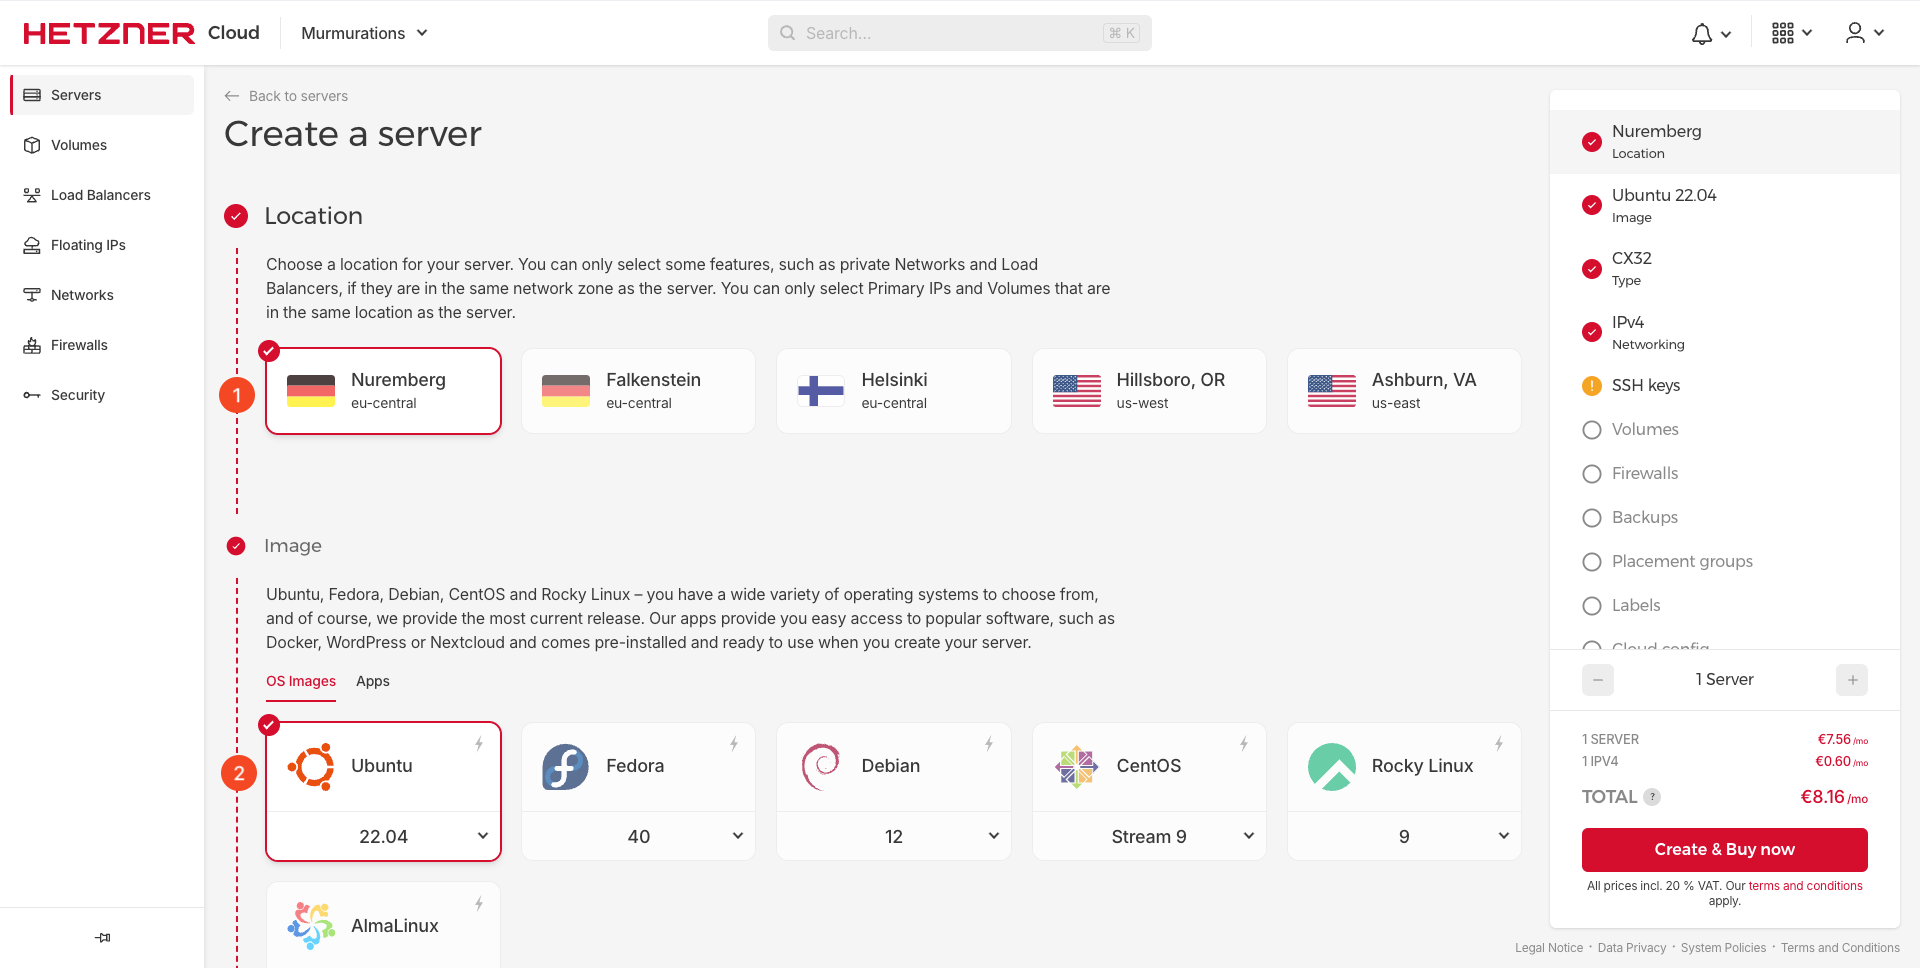 HETZNER Cloud
Murmurations
Search...
⌘ K
Servers
Volumes
Load Balancers
Floating IPs
Networks
Firewalls
Security
Back to servers
Create a server
Location
Choose a location for your server. You can only select some features, such as private Networks and Load
Balancers, if they are in the same network zone as the server. You can only select Primary IPs and Volumes that are
in the same location as the server.
1
Nuremberg
eu-central
Falkenstein
eu-central
Helsinki
eu-central
Hillsboro, OR
us-west
Ashburn, VA
us-east
Image
Ubuntu, Fedora, Debian, CentOS and Rocky Linux – you have a wide variety of operating systems to choose from,
and of course, we provide the most current release. Our apps provide you easy access to popular software, such as
Docker, WordPress or Nextcloud and comes pre-installed and ready to use when you create your server.
OS Images
Apps
2
Ubuntu
22.04
Fedora
40
Debian
12
CentOS
Stream 9
Rocky Linux
9
AlmaLinux
Nuremberg
Location
Ubuntu 22.04
Image
CX32
Type
IPv4
Networking
! SSH keys
Volumes
Firewalls
Backups
Placement groups
Labels
Cloud config
− 1 Server +
1 SERVER €7.56 /mo
1 IPV4 €0.60 /mo
TOTAL ? €8.16 /mo
Create & Buy now
All prices incl. 20 % VAT. Our terms and conditions
apply.
Legal Notice · Data Privacy · System Policies · Terms and Conditions